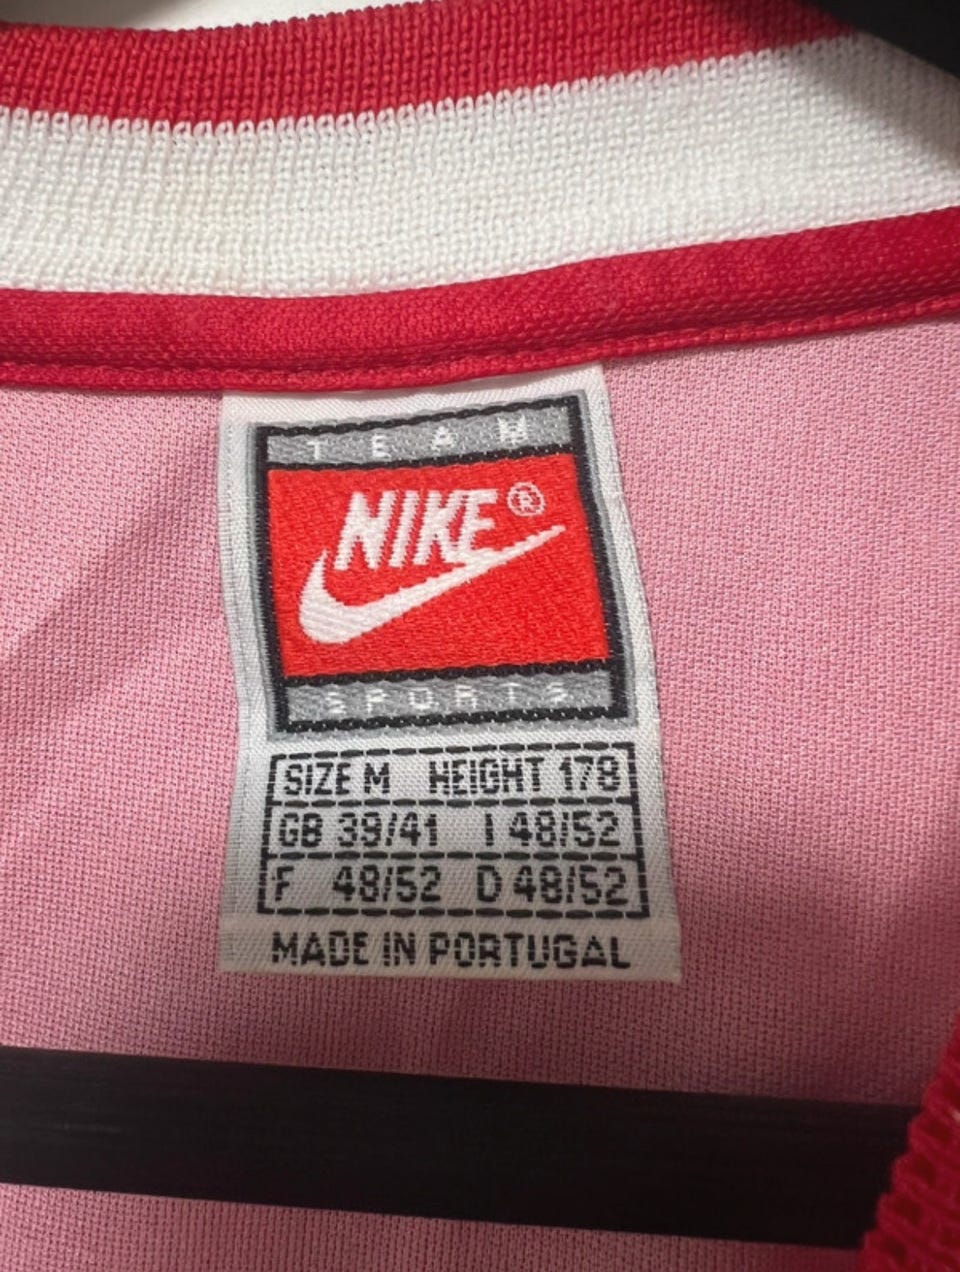 TEAM
NIKE®
SPORTS
SIZE M HEIGHT 178
GB 39/41 I 48/52
F 48/52 D 48/52
MADE IN PORTUGAL